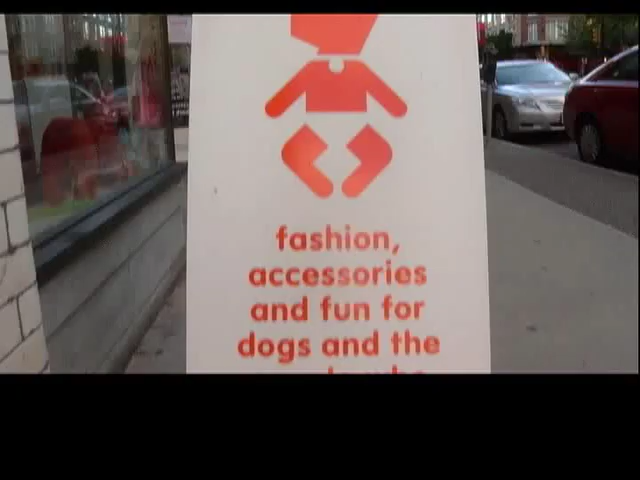 fashion,
accessories
and fun for
dogs and the